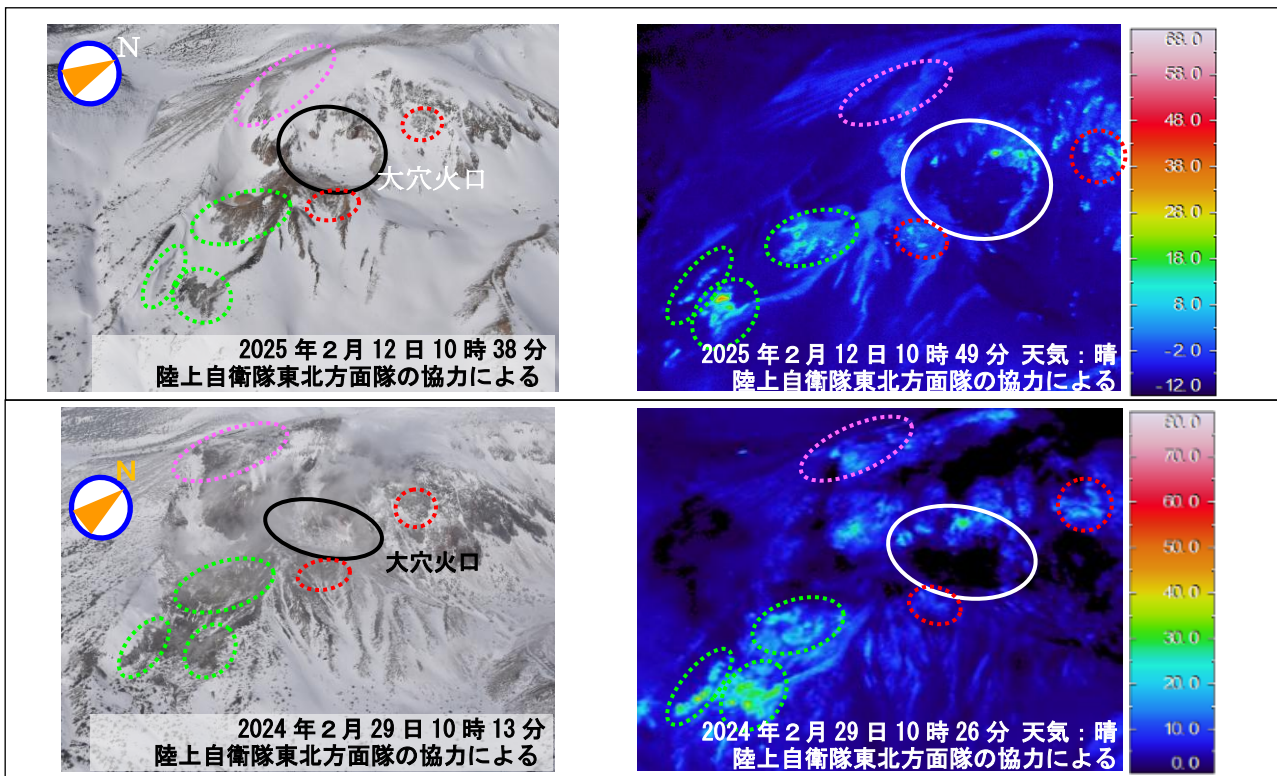 N
大穴火口
2025年2月12日10時38分
陸上自衛隊東北方面隊の協力による
2025年2月12日10時49分 天気：晴
陸上自衛隊東北方面隊の協力による
68.0
58.0
48.0
38.0
28.0
18.0
8.0
-2.0
-12.0
N
大穴火口
2024年2月29日10時13分
陸上自衛隊東北方面隊の協力による
2024年2月29日10時26分 天気：晴
陸上自衛隊東北方面隊の協力による
80.0
70.0
60.0
50.0
40.0
30.0
20.0
10.0
0.0